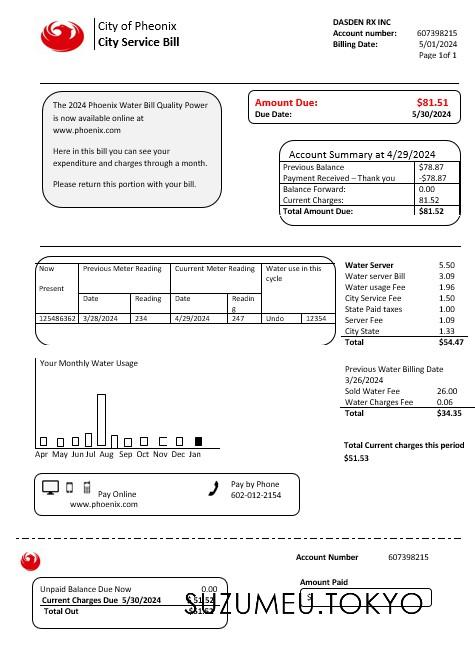 City of Pheonix
City Service Bill
DASDEN RX INC
Account number: 607398215
Billing Date: 5/01/2024
Page 1of 1
The 2024 Phoenix Water Bill Quality Power
is now available online at
www.phoenix.com
Here in this bill you can see your
expenditure and charges through a month.
Please return this portion with your bill.
Amount Due: $81.51
Due Date: 5/30/2024
Account Summary at 4/29/2024
Previous Balance $78.87
Payment Received – Thank you -$78.87
Balance Forward: 0.00
Current Charges: 81.52
Total Amount Due: $81.52
Now Previous Meter Reading Cuurrent Meter Reading Water use in this
cycle
Present
Date Reading Date Readin
g
125486362 3/28/2024 234 4/29/2024 247 Undo 12354
Water Server 5.50
Water server Bill 3.09
Water usage Fee 1.96
City Service Fee 1.50
State Paid taxes 1.00
Server Fee 1.09
City State 1.33
Total $54.47
Your Monthly Water Usage
Apr May Jun Jul Aug Sep Oct Nov Dec Jan
Previous Water Billing Date
3/26/2024
Sold Water Fee 26.00
Water Charges Fee 0.06
Total $34.35
Total Current charges this period
$51.53
Pay Online
www.phoenix.com
Pay by Phone
602-012-2154
Account Number 607398215
Unpaid Balance Due Now 0.00
Current Charges Due 5/30/2024
Total Out
Amount Paid
$
SUZUMEU.TOKYO